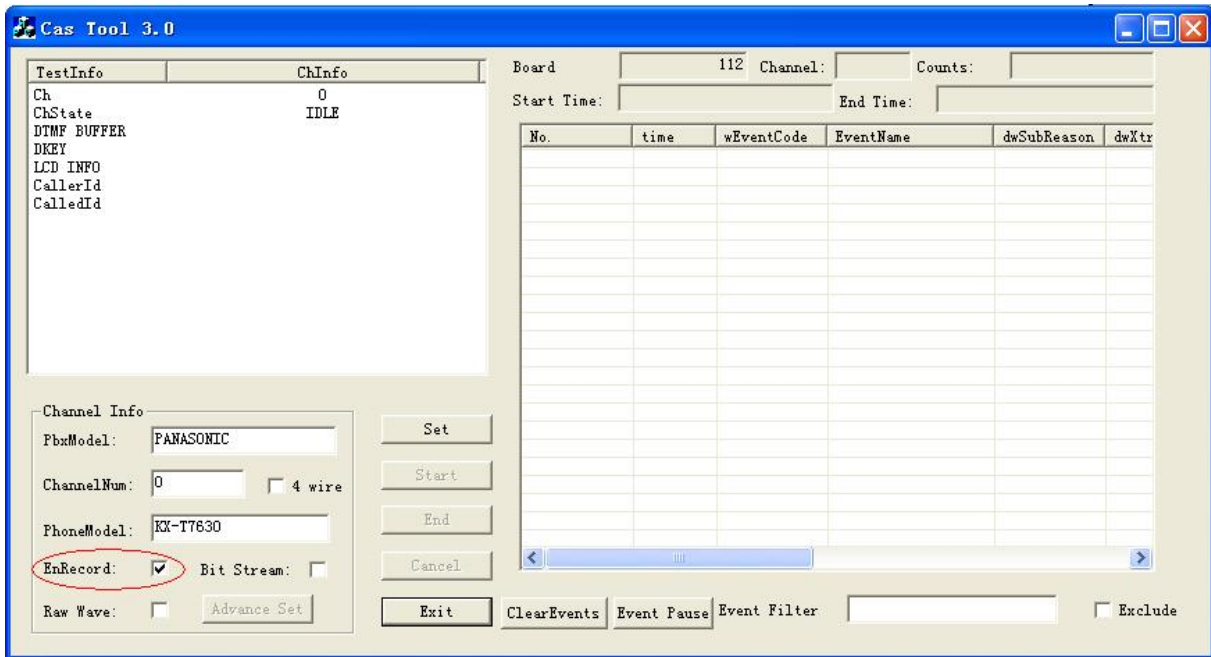 Cas Tool 3.0
TestInfo ChInfo
Ch 0
ChState IDLE
DTMF BUFFER
DKEY
LCD INFO
CallerId
CalledId
Board 112 Channel: Counts:
Start Time: End Time:
No. time wEventCode EventName dwSubReason dwXtr
Channel Info
PbxModel: PANASONIC
ChannelNum: 0 4 wire
PhoneModel: KX-T7630
EnRecord: Bit Stream:
Raw Wave: Advance Set
Set
Start
End
Cancel
Exit
ClearEvents Event Pause Event Filter Exclude